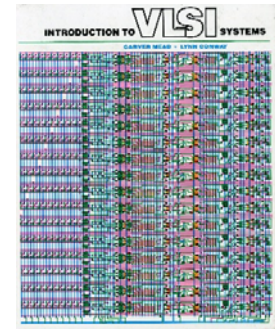 INTRODUCTION TO VLSI SYSTEMS
CARVER MEAD • LYNN CONWAY